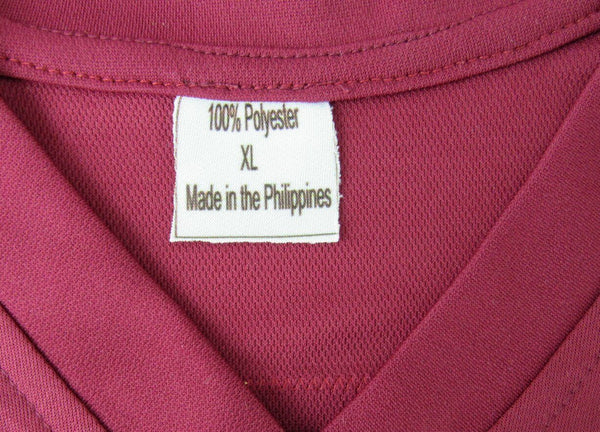 100% Polyester
XL
Made in the Philippines